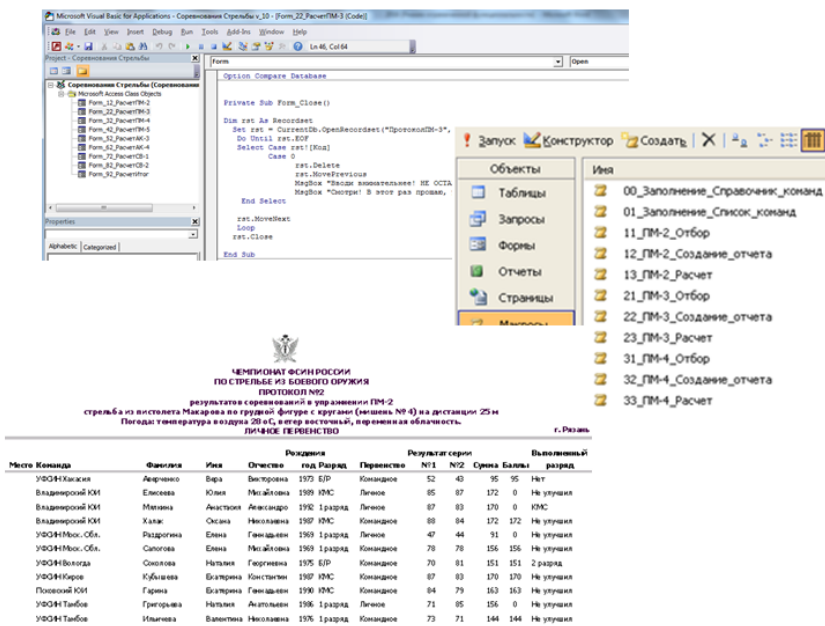 Microsoft Visual Basic for Applications - Соревнования Стрельбы v_10 - [Form_22_РасчетПМ-3 (Code)]
File Edit View Insert Debug Run Tools Add-Ins Window Help
Ln 46, Col 64
Project - Соревнования Стрельбы
Соревнования Стрельбы (Соревнования
Microsoft Access Class Objects
Form_12_РасчетПМ-2
Form_22_РасчетПМ-3
Form_32_РасчетПМ-4
Form_42_РасчетПМ-5
Form_52_РасчетАК-3
Form_62_РасчетАК-4
Form_72_РасчетСВ-1
Form_82_РасчетСВ-2
Form_92_РасчетИтог
Properties
Alphabetic Categorized
Form Open
Option Compare Database
Private Sub Form_Close()
Dim rst As Recordset
Set rst = CurrentDb.OpenRecordset("ПротоколПМ-3",
Do Until rst.EOF
Select Case rst![Код]
Case 0
rst.Delete
rst.MovePrevious
MsgBox "Вводи внимательнее! НЕ ОСТА
MsgBox "Смотри! В этот раз прощаю,
End Select
rst.MoveNext
Loop
rst.Close
End Sub
Запуск Конструктор Создать
Объекты Имя
Таблицы
Запросы
Формы
Отчеты
Страницы
Макросы
00_Заполнение_Справочник_команд
01_Заполнение_Список_команд
11_ПМ-2_Отбор
12_ПМ-2_Создание_отчета
13_ПМ-2_Расчет
21_ПМ-3_Отбор
22_ПМ-3_Создание_отчета
23_ПМ-3_Расчет
31_ПМ-4_Отбор
32_ПМ-4_Создание_отчета
33_ПМ-4_Расчет
ЧЕМПИОНАТ ФСИН РОССИИ
ПО СТРЕЛЬБЕ ИЗ БОЕВОГО ОРУЖИЯ
ПРОТОКОЛ №2
результатов соревнований в упражнении ПМ-2
стрельба из пистолета Макарова по грудной фигуре с кругами (мишень № 4) на дистанции 25 м
Погода: температура воздуха 28 оС, ветер восточный, переменная облачность.
ЛИЧНОЕ ПЕРВЕНСТВО г. Рязань
Рождения Результат серии Выполненный
Место Команда Фамилия Имя Отчество год Разряд Первенство №1 №2 Сумма Баллы разряд
УФСИН Хакасия Аверченко Вера Викторовна 1973 Б/Р Командное 52 43 95 95 Нет
Владимирский ЮИ Елисеева Юлия Михайловна 1989 КМС Личное 85 87 172 0 Не улучшил
Владимирский ЮИ Мялкина Анастасия Александро 1992 1 разряд Личное 87 83 170 0 КМС
Владимирский ЮИ Халас Оксана Николаевна 1987 КМС Командное 88 84 172 172 Не улучшил
УФСИН Моск. Обл. Раздрогина Елена Геннадьевн 1969 1 разряд Личное 47 44 91 0 Не улучшил
УФСИН Моск. Обл. Сапогова Елена Михайловна 1969 1 разряд Командное 78 78 156 156 Не улучшил
УФСИН Вологда Соколова Наталия Георгиевна 1975 Б/Р Командное 70 81 151 151 2 разряд
УФСИН Киров Кубышева Екатерина Константин 1987 КМС Командное 87 83 170 170 Не улучшил
Псковский ЮИ Гарина Екатерина Геннадьевн 1990 КМС Командное 84 79 163 163 Не улучшил
УФСИН Тамбов Григорьева Наталия Анатольевн 1986 1 разряд Личное 71 85 156 0 Не улучшил
УФСИН Тамбов Ильичева Валентина Николаевна 1976 1 разряд Командное 73 71 144 144 Не улучшил